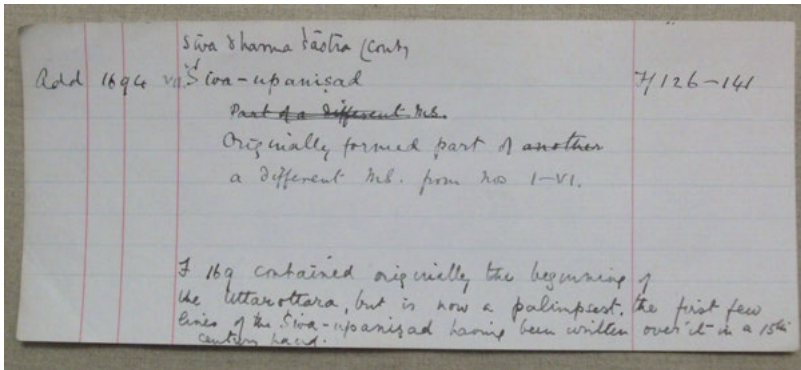 Śiva dharma śāstra (cont)
Add 1694 VII Śiva-upaniṣad ff 126-141
Part of a different MS.
Originally formed part of another
a different MS. from nos I-VI.
F 169 contained originally the beginning of
the Uttarottara, but is now a palimpsest, the first few
lines of the Śiva-upaniṣad having been written over it in a 15th
century hand.